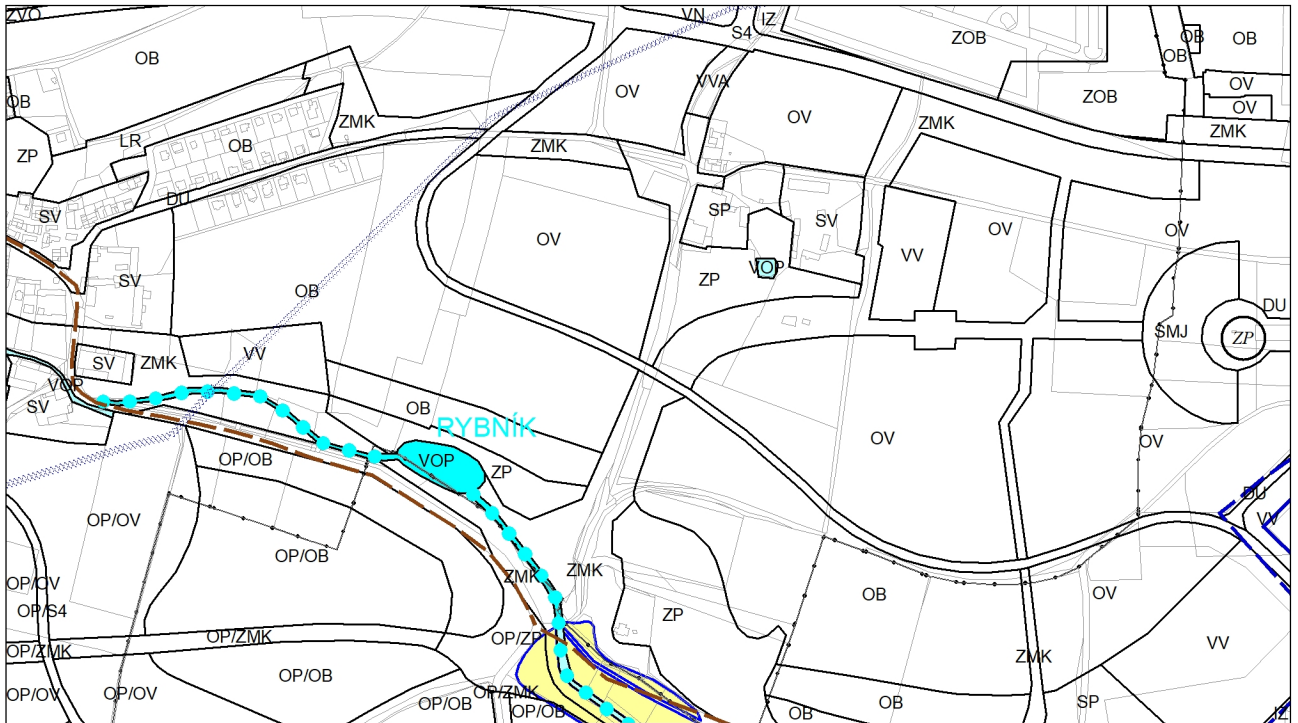 ZVO
VN
IZ
S4
OB
ZOB
OB
OB
OB
OV
VVA
OV
ZOB
OV
OV
OB
ZMK
ZMK
ZMK
LR
OB
ZMK
ZP
DU
SV
SP
SV
OV
OV
OV
VV
ZP
VOP
SV
OB
DU
SMJ
ZP
VV
SV
ZMK
VOP
SV
OB
RYBNÍK
OV
OV
VOP
ZP
OP/OB
DU
VV
OP/OV
OP/OB
ZMK
ZMK
OP/OV
OB
OV
OP/S4
ZP
OP/ZMK
OP/ZP
OP/ZMK
ZMK
VV
OP/OB
OP/OV
OP/OV
OP/ZMK
OP/OB
OP/OB
OB
OB
SP
IZ